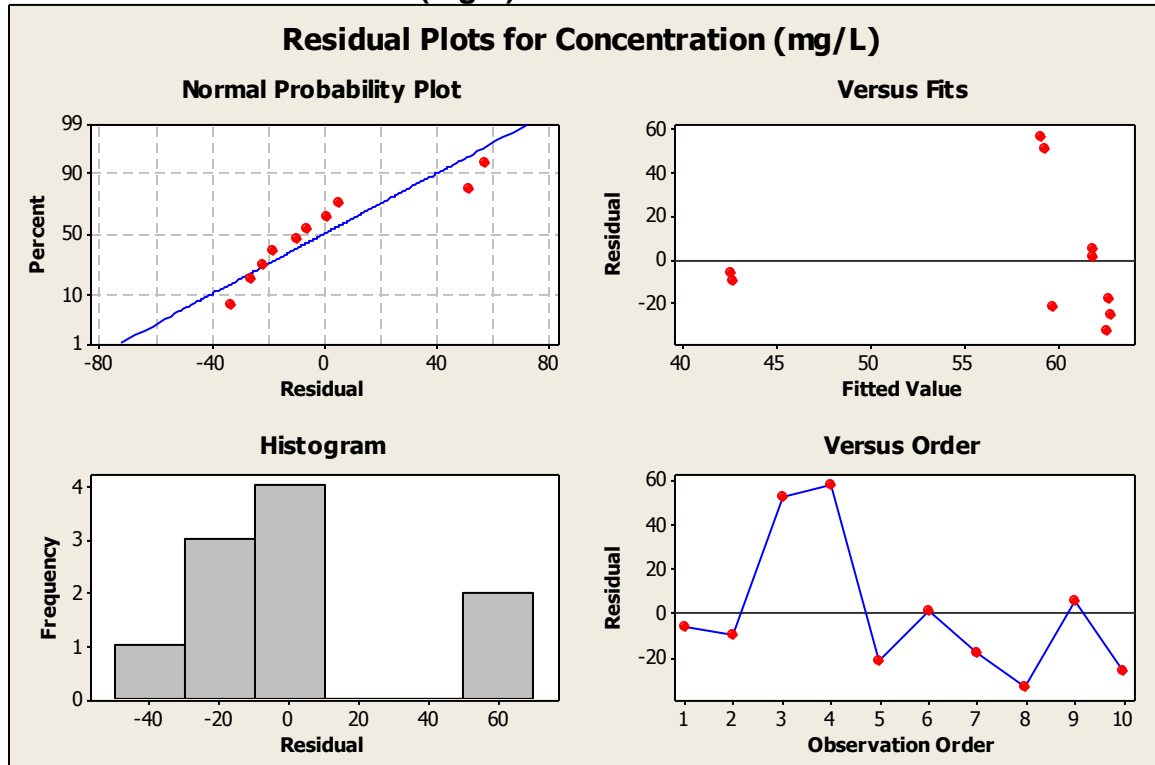 Residual Plots for Concentration (mg/L)
Normal Probability Plot
99
90
50
10
1
Percent
-80 -40 0 40 80
Residual
Versus Fits
60
40
20
0
-20
Residual
40 45 50 55 60
Fitted Value
Histogram
4
3
2
1
0
Frequency
-40 -20 0 20 40 60
Residual
Versus Order
60
40
20
0
-20
Residual
1 2 3 4 5 6 7 8 9 10
Observation Order